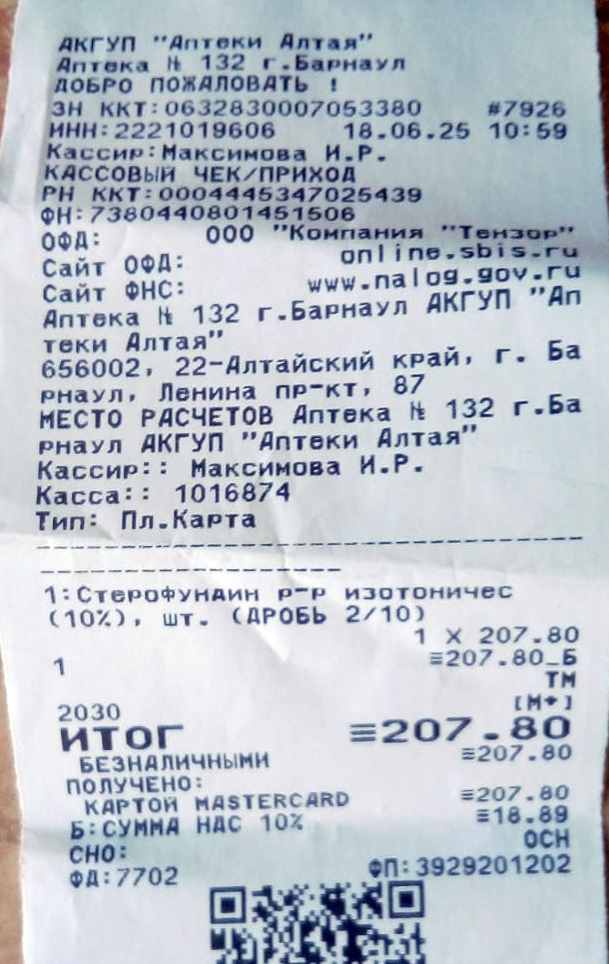 АКГУП "Аптеки Алтая"
Аптека № 132 г.Барнаул
ДОБРО ПОЖАЛОВАТЬ !
ЗН ККТ:0632830007053380 #7926
ИНН:2221019606 18.06.25 10:59
Кассир:Максимова И.Р.
КАССОВЫЙ ЧЕК/ПРИХОД
РН ККТ:0004445347025439
ФН:7380440801451506
ОФД: ООО "Компания "Тензор"
Сайт ОФД: online.sbis.ru
Сайт ФНС: www.nalog.gov.ru
Аптека № 132 г.Барнаул АКГУП "Ап
теки Алтая"
656002, 22-Алтайский край, г. Ба
рнаул, Ленина пр-кт, 87
МЕСТО РАСЧЕТОВ Аптека № 132 г.Ба
рнаул АКГУП "Аптеки Алтая"
Кассир:: Максимова И.Р.
Касса:: 1016874
Тип: Пл.Карта
1:Стерофундин р-р изотоничес
(10%), шт. (ДРОБЬ 2/10)
1 X 207.80
1 ≡207.80_Б
ТМ
[М+]
2030
ИТОГ ≡207.80
БЕЗНАЛИЧНЫМИ ≡207.80
ПОЛУЧЕНО:
КАРТОЙ MASTERCARD ≡207.80
Б:СУММА НДС 10% ≡18.89
СНО: ОСН
ФД:7702 ФП:3929201202